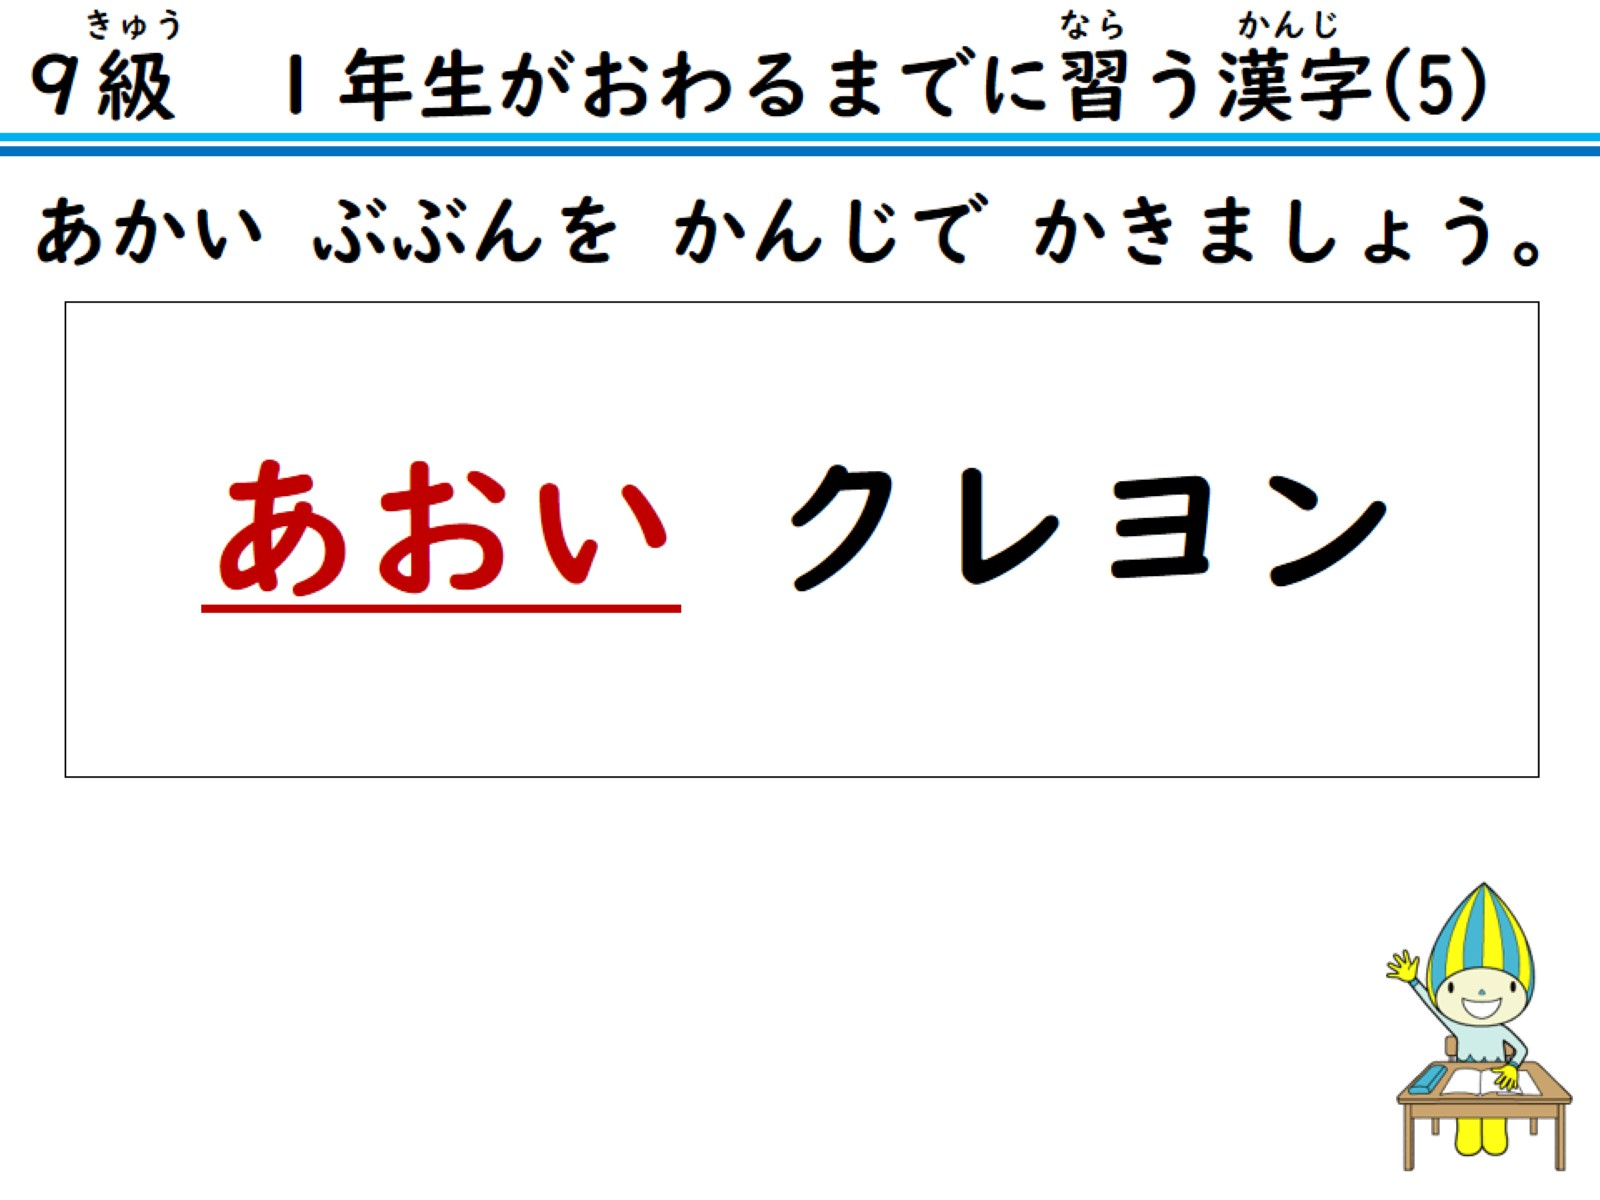 きゅう なら かんじ
9級 1年生がおわるまでに習う漢字(5)
あかい ぶぶんを かんじで かきましょう。
あおい クレヨン